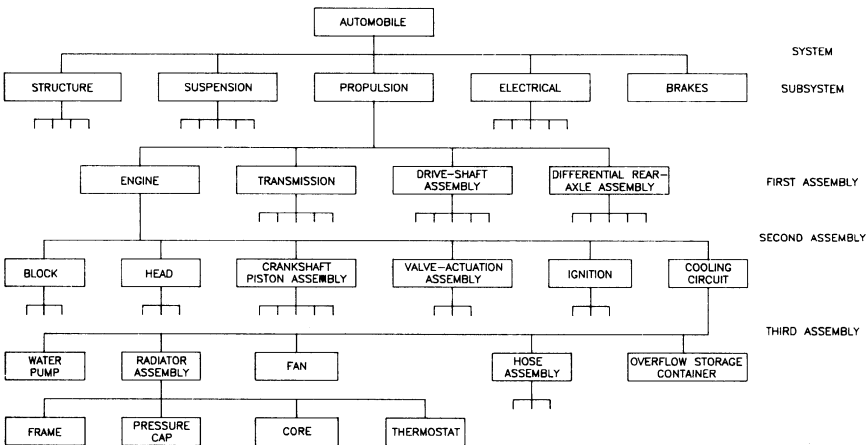 AUTOMOBILE
SYSTEM
STRUCTURE
SUSPENSION
PROPULSION
ELECTRICAL
BRAKES
SUBSYSTEM
ENGINE
TRANSMISSION
DRIVE-SHAFT
ASSEMBLY
DIFFERENTIAL REAR-
AXLE ASSEMBLY
FIRST ASSEMBLY
SECOND ASSEMBLY
BLOCK
HEAD
CRANKSHAFT
PISTON ASSEMBLY
VALVE-ACTUATION
ASSEMBLY
IGNITION
COOLING
CIRCUIT
THIRD ASSEMBLY
WATER
PUMP
RADIATOR
ASSEMBLY
FAN
HOSE
ASSEMBLY
OVERFLOW STORAGE
CONTAINER
FRAME
PRESSURE
CAP
CORE
THERMOSTAT